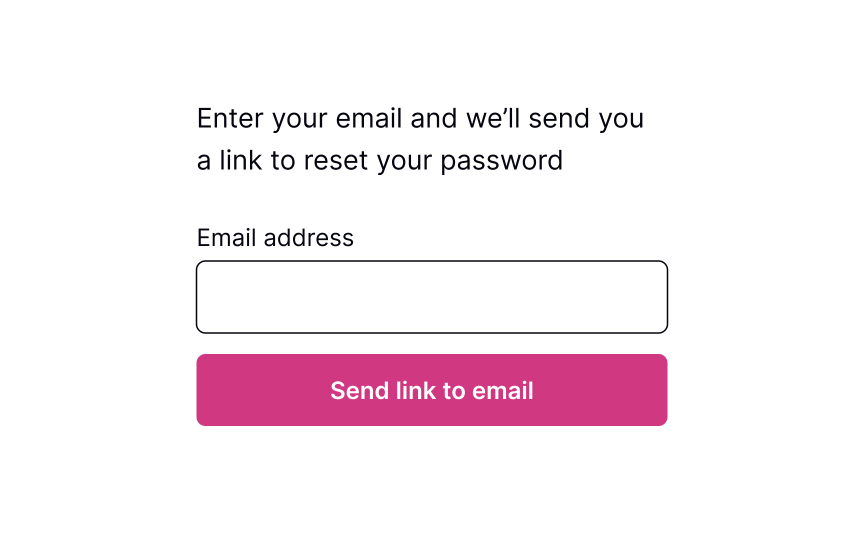 Enter your email and we’ll send you
a link to reset your password
Email address
Send link to email